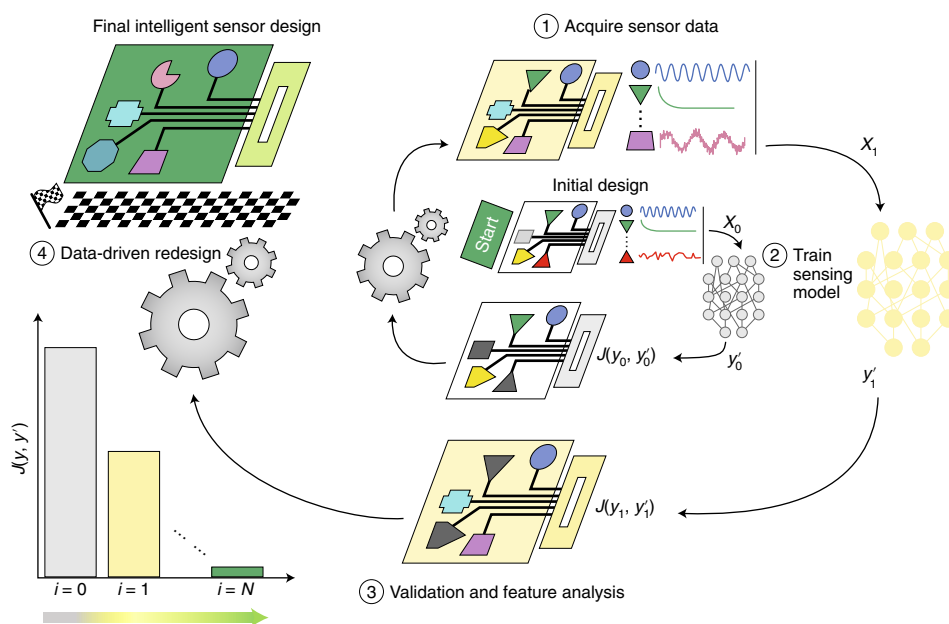 Final intelligent sensor design
1 Acquire sensor data
X₁
Initial design
Start
X₀
2 Train
sensing
model
4 Data-driven redesign
J(y₀, y₀′)
y₀′
y₁′
J(y, y′)
J(y₁, y₁′)
i = 0
i = 1
i = N
3 Validation and feature analysis